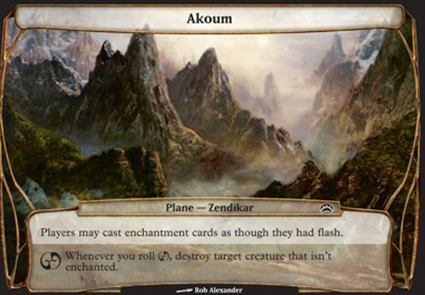 Akoum
Plane — Zendikar
Players may cast enchantment cards as though they had flash.
Whenever you roll , destroy target creature that isn't
enchanted.
Rob Alexander